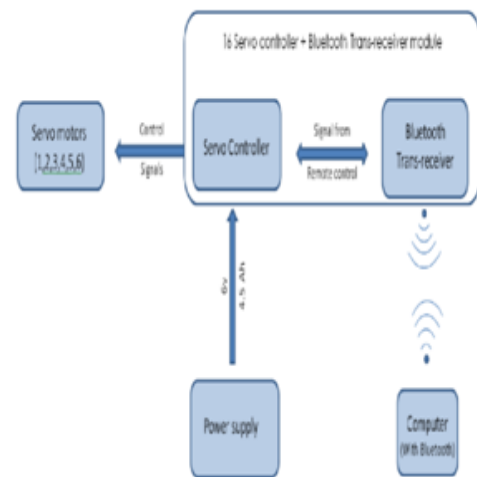 16 Servo controller + Bluetooth Trans-receiver module
Servo motors
[1,2,3,4,5,6]
Control
Signals
Servo Controller
Signal from
Remote control
Bluetooth
Trans-receiver
6v
4.5 Ah
Power supply
Computer
(With Bluetooth)